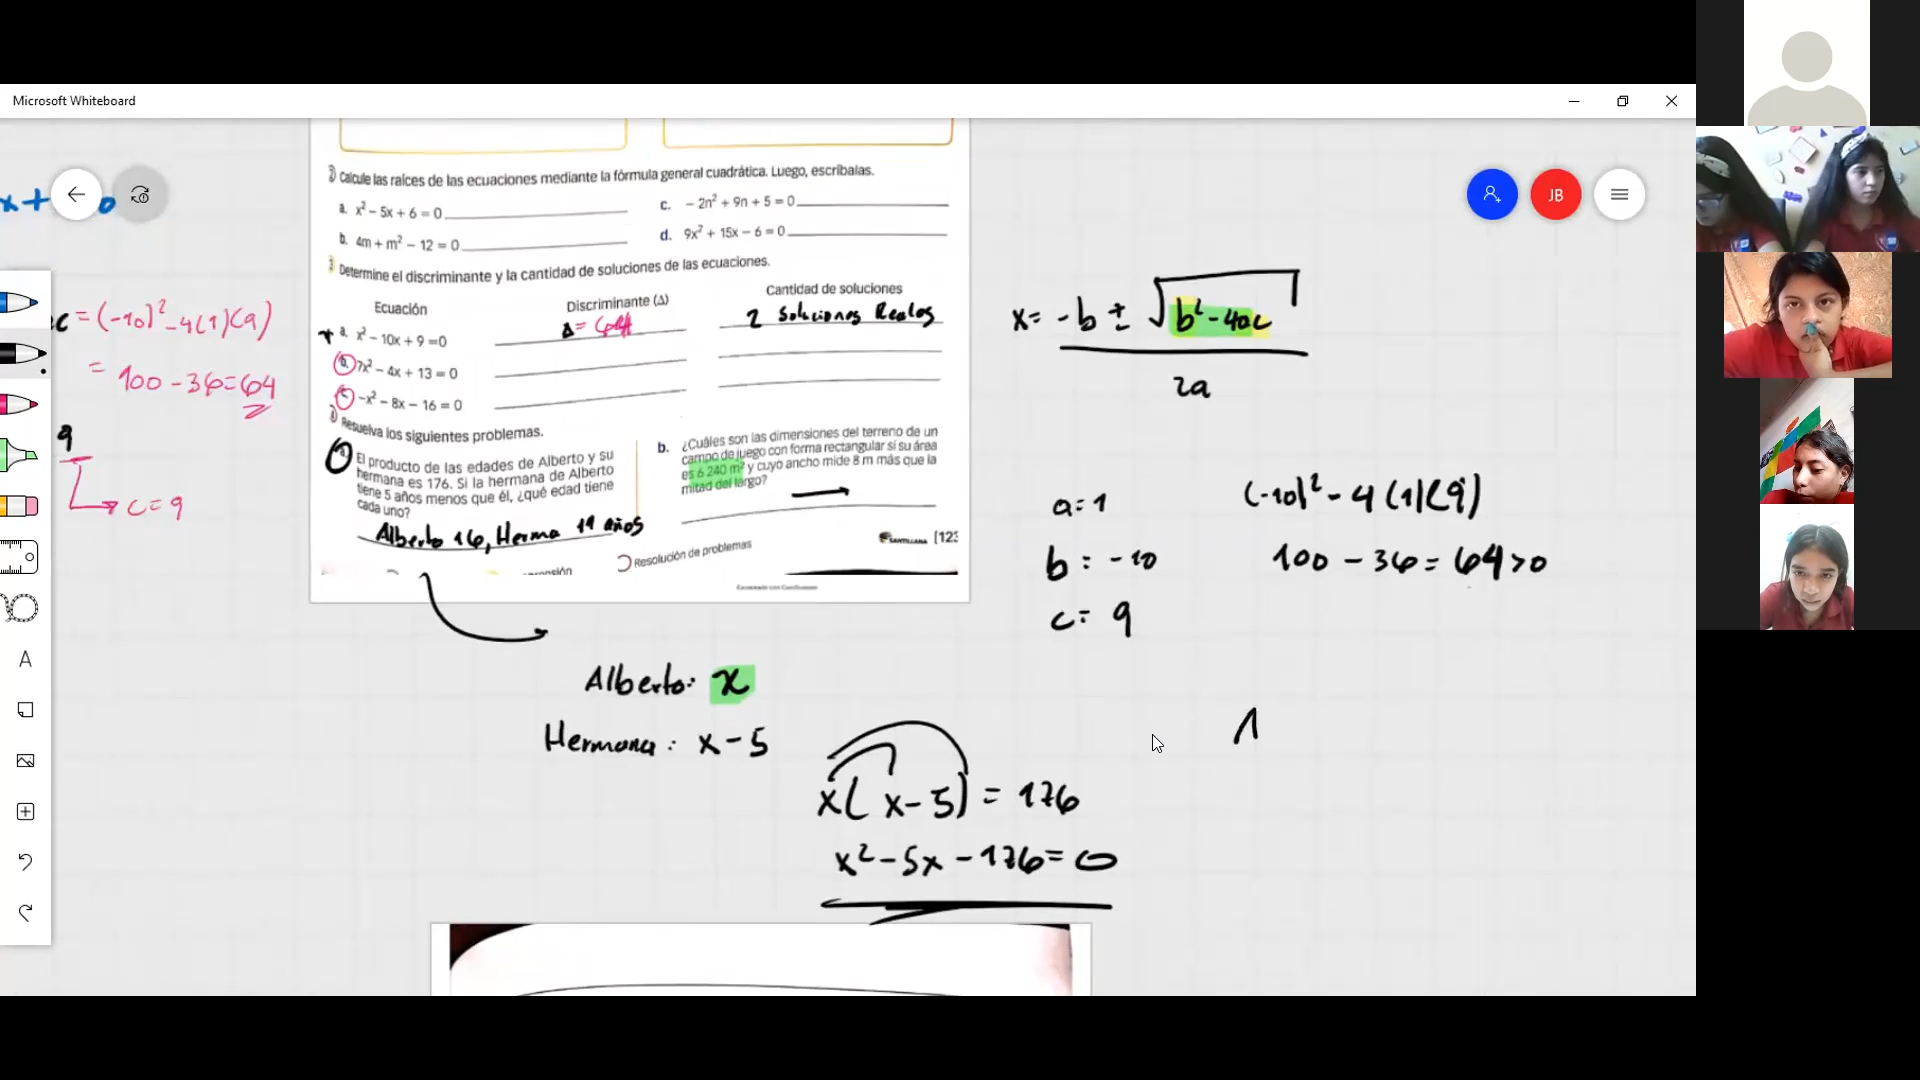 Microsoft Whiteboard
JB
x+
o
c = (-10)² - 4(1)(9)
= 100 - 36 = 64
9
c = 9
Calcule las raíces de las ecuaciones mediante la fórmula general cuadrática. Luego, escríbalas.
a. x² - 5x + 6 = 0
c. - 2n² + 9n + 5 = 0
b. 4m + m² - 12 = 0
d. 9x² + 15x - 6 = 0
Determine el discriminante y la cantidad de soluciones de las ecuaciones.
Ecuación
Discriminante (Δ)
Cantidad de soluciones
a. x² - 10x + 9 = 0
Δ =
2 Soluciones Reales
b. 7x² - 4x + 13 = 0
c. -x² - 8x - 16 = 0
Resuelva los siguientes problemas.
a. El producto de las edades de Alberto y su
hermana es 176. Si la hermana de Alberto
tiene 5 años menos que él, ¿qué edad tiene
cada uno?
Alberto 16, Herma 11 años
b. ¿Cuáles son las dimensiones del terreno de un
campo de juego con forma rectangular si su área
es 6 240 m² y cuyo ancho mide 8 m más que la
mitad del largo?
SANTILLANA [123
Resolución de problemas
x = -b ± √b² - 4ac
2a
a = 1
b = -10
c = 9
(-10)² - 4 (1)(9)
100 - 36 = 64 > 0
Alberto: x
Hermana: x - 5
x( x - 5) = 176
x² - 5x - 176 = 0
A